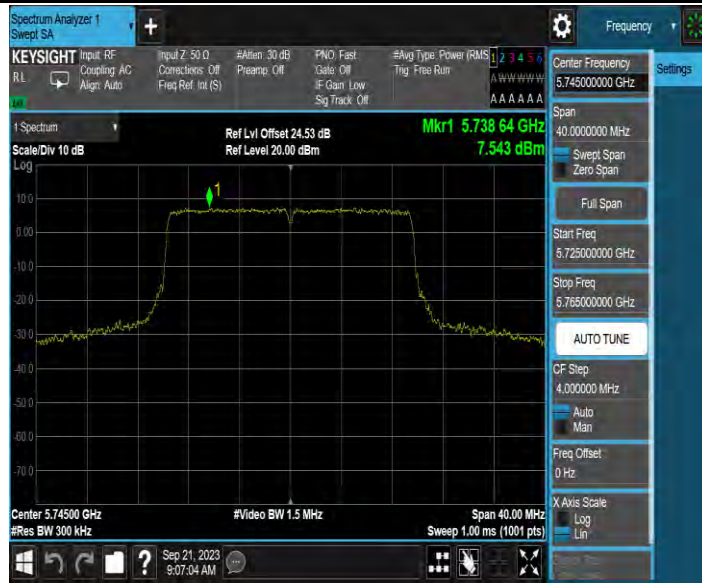 Spectrum Analyzer 1
Swept SA
+
Frequency
KEYSIGHT
RL
Input: RF
Coupling: AC
Align: Auto
Input Z: 50 Ω
Corrections: Off
Freq Ref: Int (S)
#Atten: 30 dB
Preamp: Off
PNO: Fast
Gate: Off
IF Gain: Low
Sig Track: Off
#Avg Type: Power (RMS
Trig: Free Run
1 2 3 4 5 6
A W W W W W
A A A A A A
1 Spectrum
Scale/Div 10 dB
Log
Ref Lvl Offset 24.53 dB
Ref Level 20.00 dBm
Mkr1 5.738 64 GHz
7.543 dBm
1
10.0
0.00
-10.0
-20.0
-30.0
-40.0
-50.0
-60.0
-70.0
Center 5.74500 GHz
#Res BW 300 kHz
#Video BW 1.5 MHz
Span 40.00 MHz
Sweep 1.00 ms (1001 pts)
Center Frequency
5.745000000 GHz
Settings
Span
40.0000000 MHz
Swept Span
Zero Span
Full Span
Start Freq
5.725000000 GHz
Stop Freq
5.765000000 GHz
AUTO TUNE
CF Step
4.000000 MHz
Auto
Man
Freq Offset
0 Hz
X Axis Scale
Log
Lin
?
Sep 21, 2023
9:07:04 AM